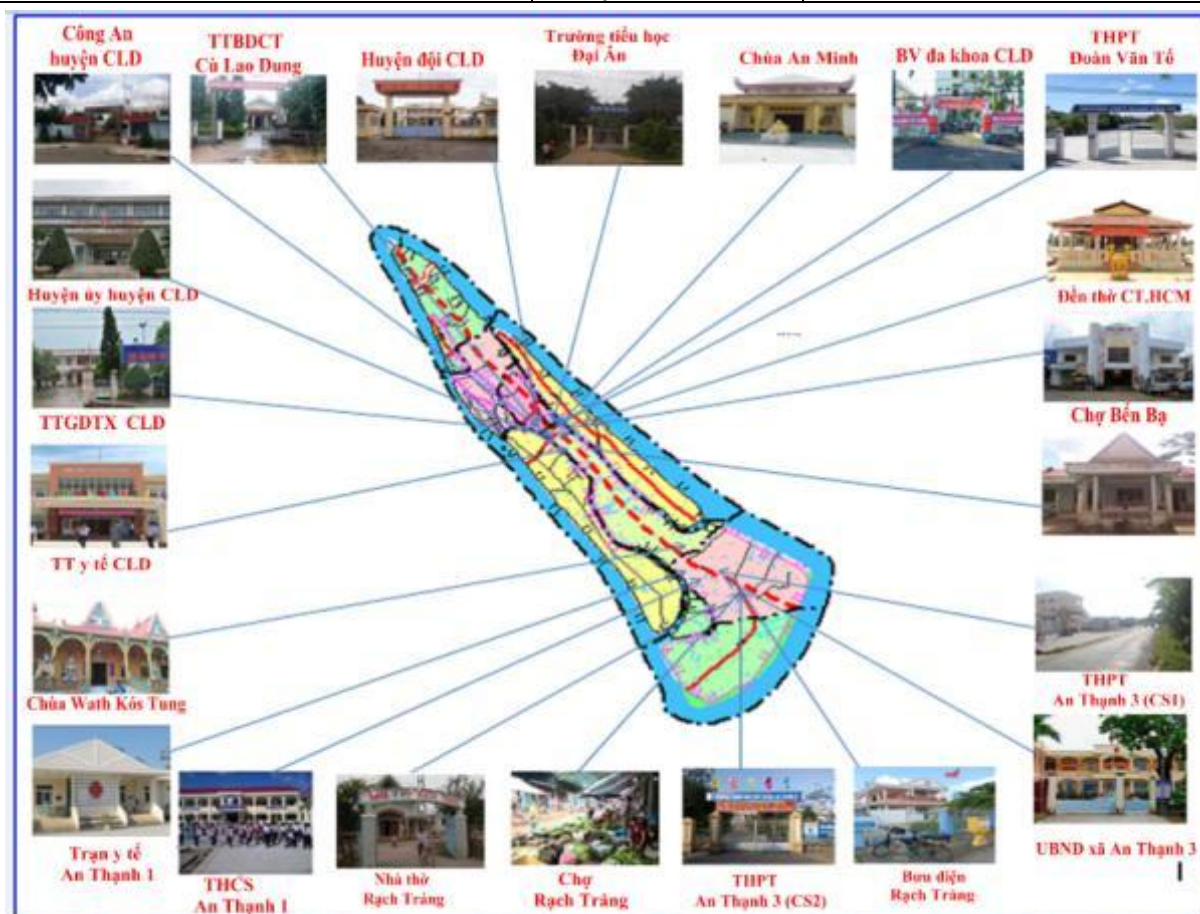 Công An
huyện CLD
TTBDCT
Cù Lao Dung
Huyện đội CLD
Trường tiểu học
Đại Ân
Chùa An Minh
BV đa khoa CLD
THPT
Đoàn Văn Tố
Huyện ủy huyện CLD
Đền thờ CT.HCM
TTGDTX CLD
Chợ Bến Bạ
TT y tế CLD
Chùa Wath Kós Tung
THPT
An Thạnh 3 (CS1)
Trạn y tế
An Thạnh 1
THCS
An Thạnh 1
Nhà thờ
Rạch Tráng
Chợ
Rạch Tráng
THPT
An Thạnh 3 (CS2)
Bưu điện
Rạch Tráng
UBND xã An Thạnh 3